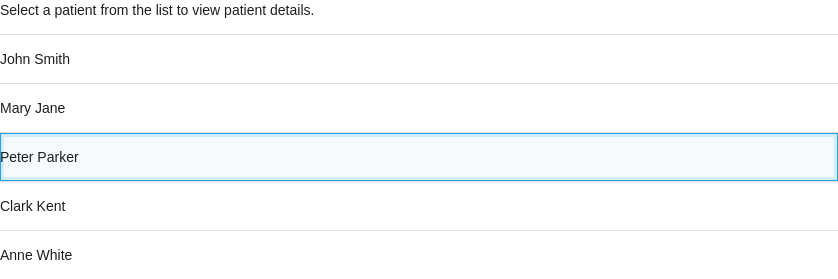 Select a patient from the list to view patient details.
John Smith
Mary Jane
Peter Parker
Clark Kent
Anne White